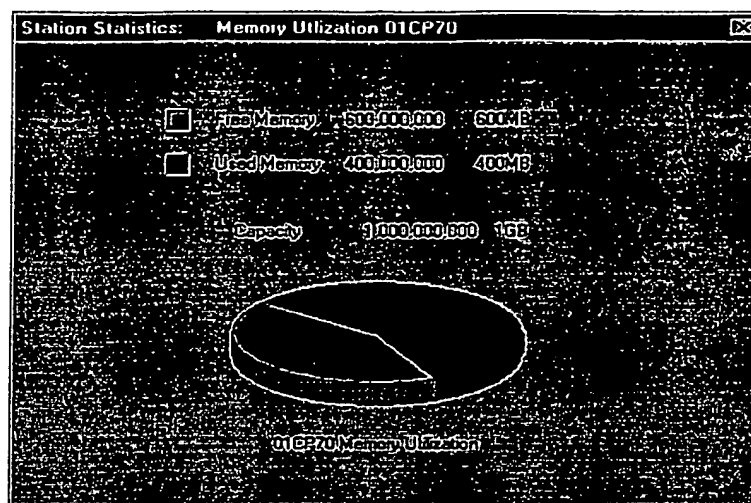 Station Statistics: Memory Utlization 01CP70
Free Memory 600,000,000 600MB
Used Memory 400,000,000 400MB
Capacity 1,000,000,000 1GB
01CP70 Memory Utilization